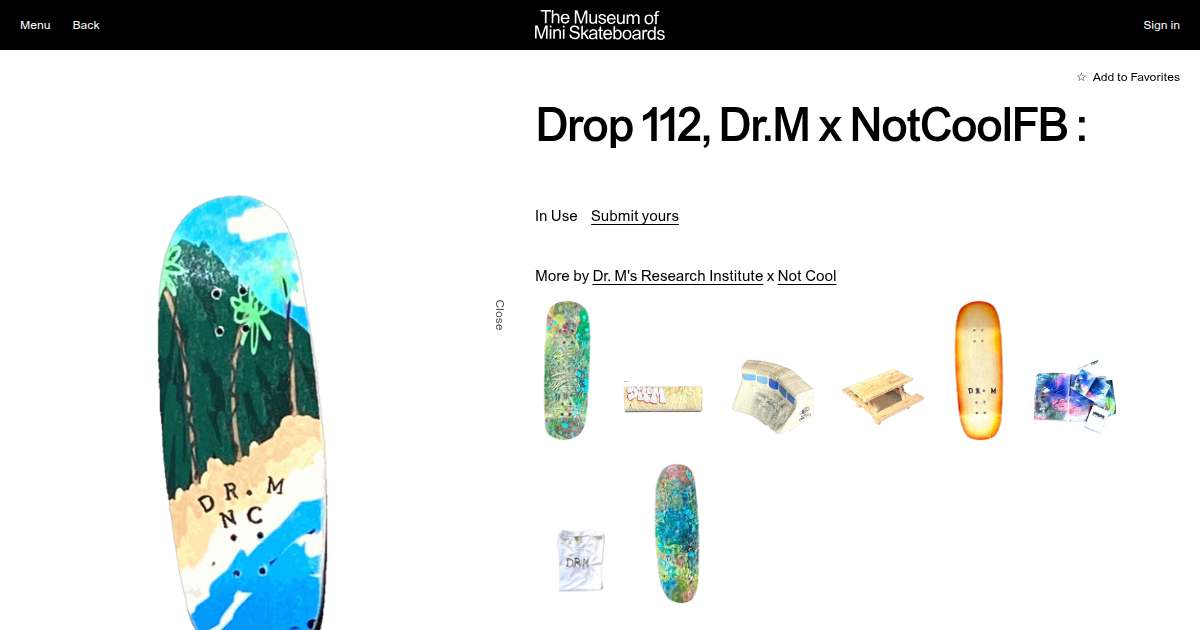 Menu
Back
The Museum of
Mini Skateboards
Sign in
☆ Add to Favorites
Drop 112, Dr.M x NotCoolFB :
In Use Submit yours
More by Dr. M's Research Institute x Not Cool
Close
DR. M
NC
DR. M
DRM